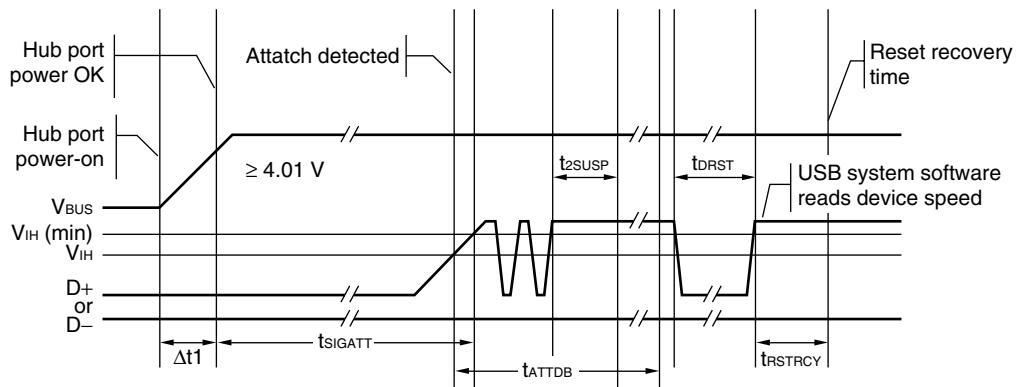 Hub port
power OK
Attatch detected
Reset recovery
time
Hub port
power-on
≥ 4.01 V
t2SUSP
tDRST
USB system software
reads device speed
VBUS
VIH (min)
VIH
D+
or
D–
Δt1
tSIGATT
tATTDB
tRSTRCY